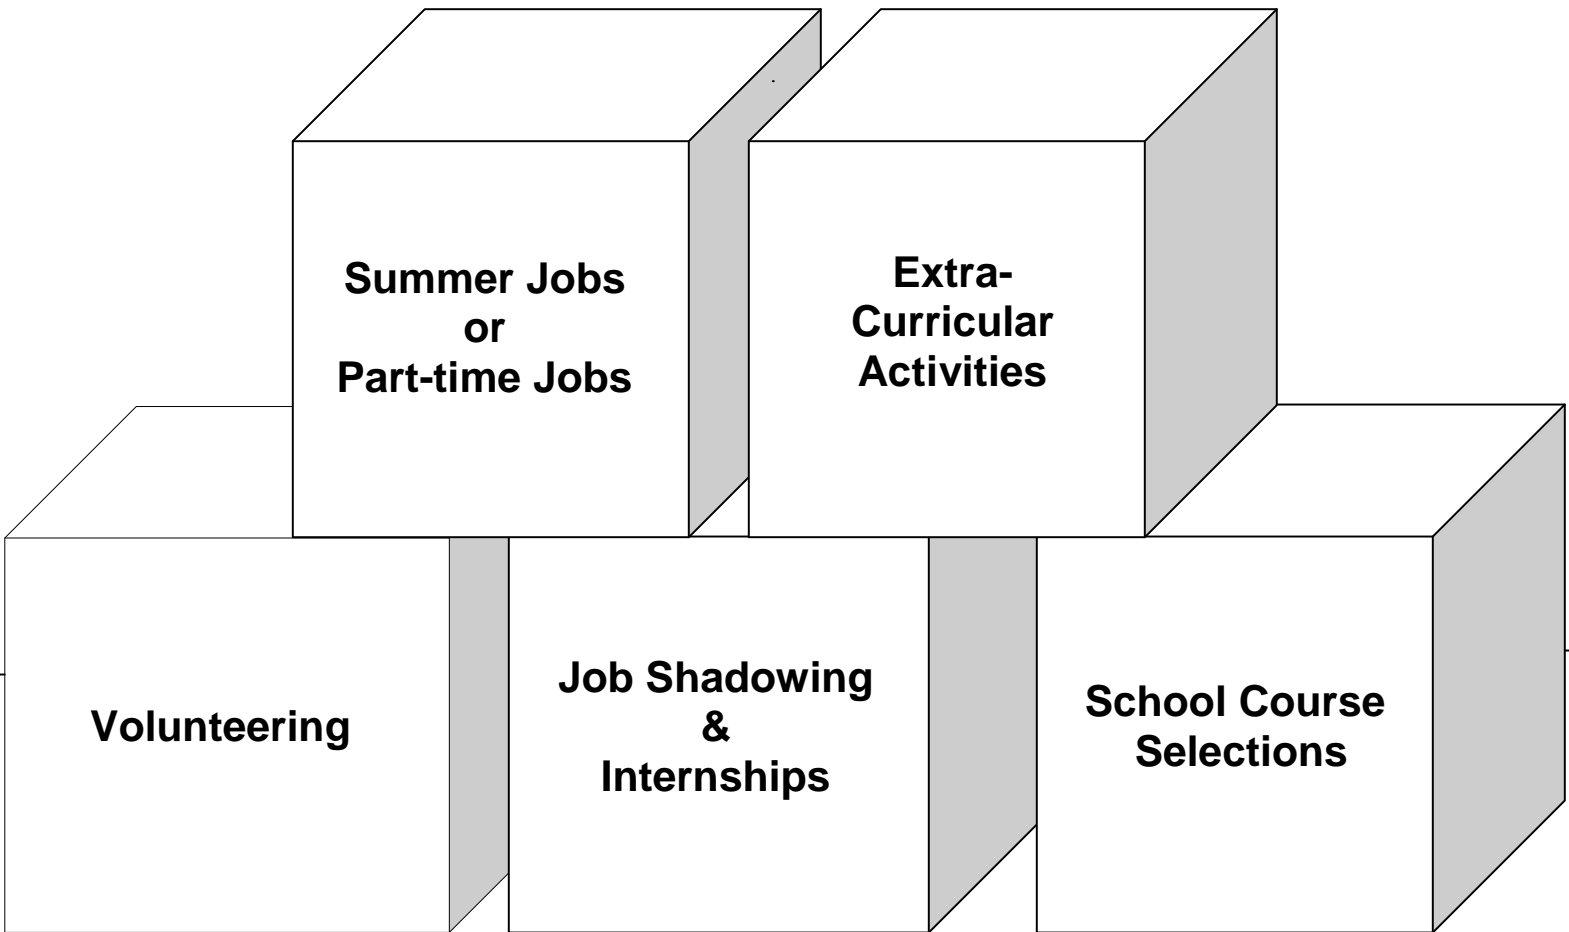 Summer Jobs
or
Part-time Jobs
Extra-
Curricular
Activities
Volunteering
Job Shadowing
&
Internships
School Course
Selections